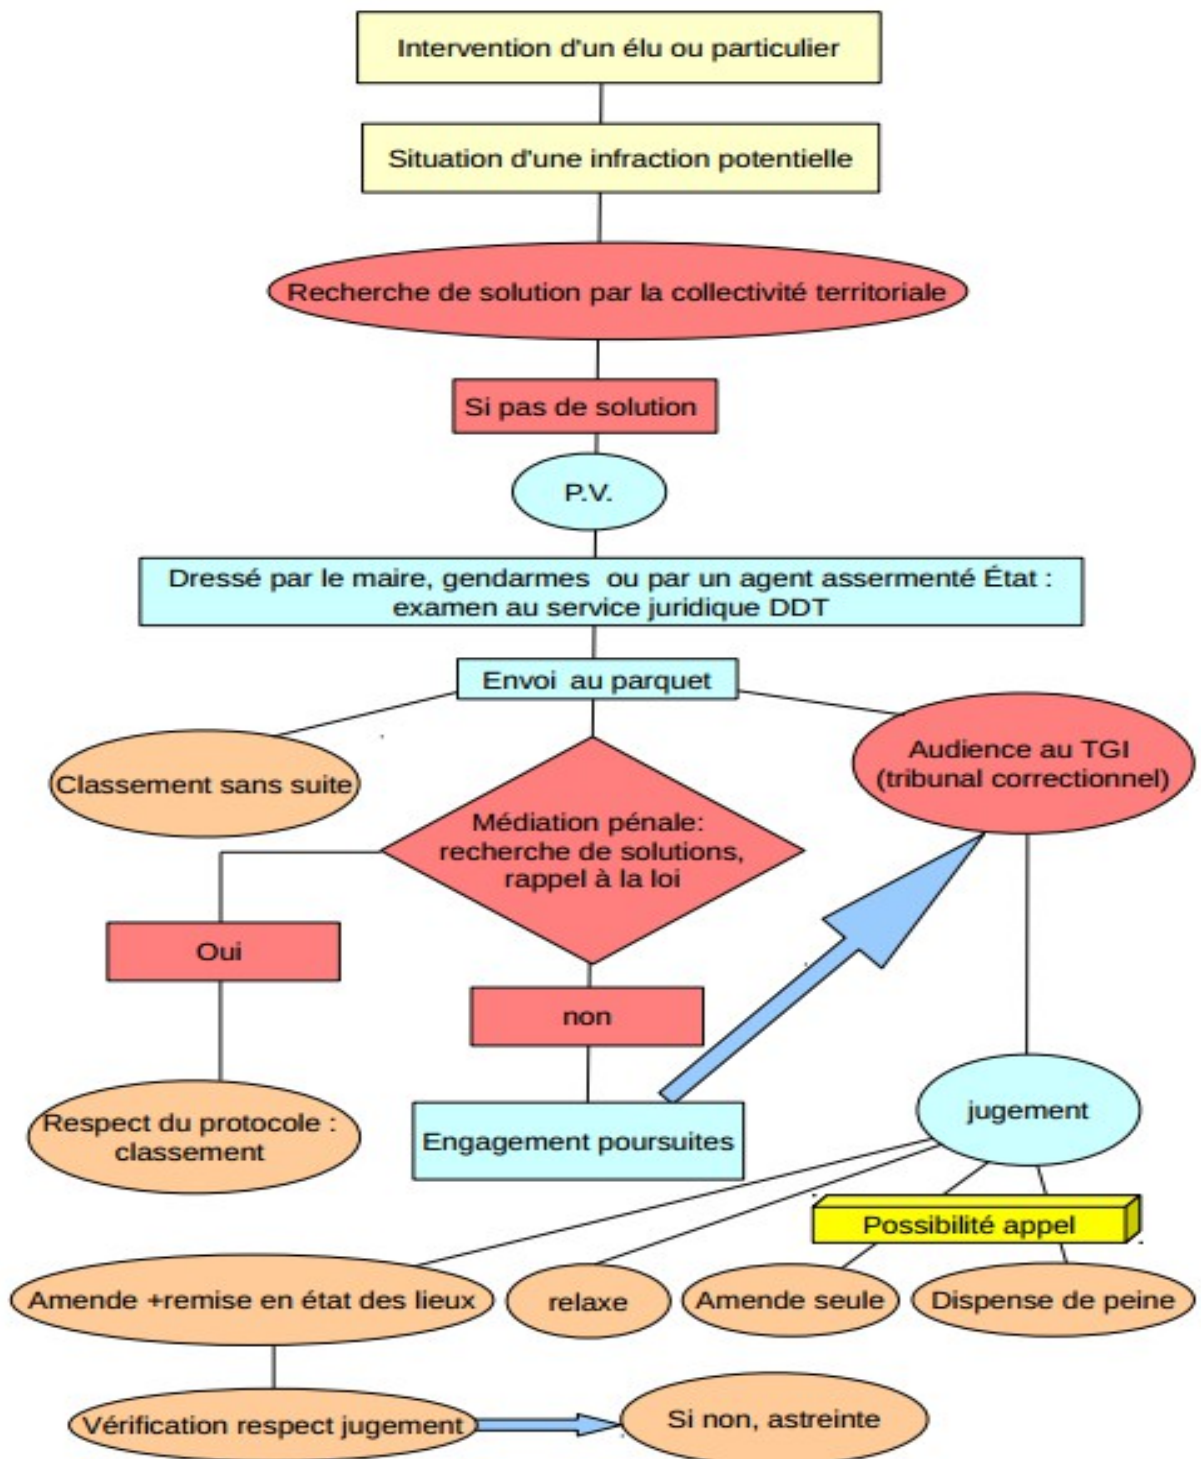 Intervention d'un élu ou particulier
Situation d'une infraction potentielle
Recherche de solution par la collectivité territoriale
Si pas de solution
P.V.
Dressé par le maire, gendarmes ou par un agent assermenté État :
examen au service juridique DDT
Envoi au parquet
Classement sans suite
Médiation pénale:
recherche de solutions,
rappel à la loi
Audience au TGI
(tribunal correctionnel)
Oui
non
Respect du protocole :
classement
Engagement poursuites
jugement
Possibilité appel
Amende +remise en état des lieux
relaxe
Amende seule
Dispense de peine
Vérification respect jugement
Si non, astreinte